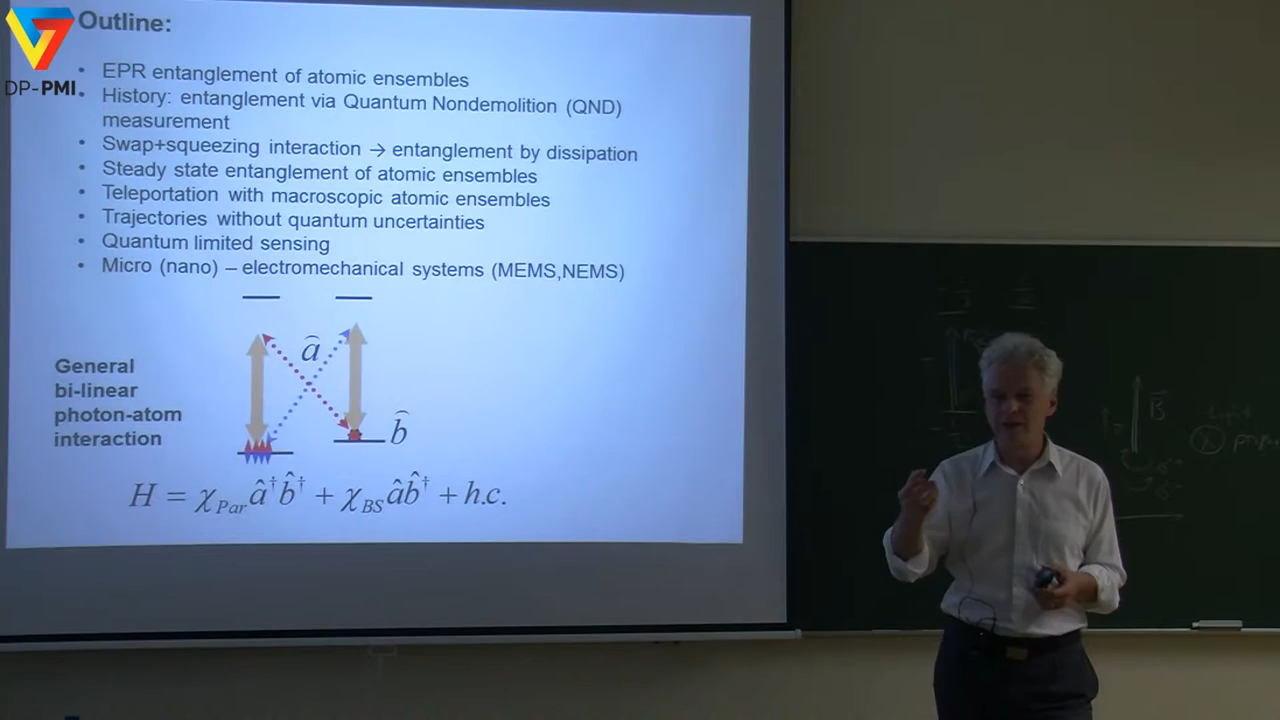 Outline:
DP-PMI
• EPR entanglement of atomic ensembles
• History: entanglement via Quantum Nondemolition (QND)
measurement
• Swap+squeezing interaction → entanglement by dissipation
• Steady state entanglement of atomic ensembles
• Teleportation with macroscopic atomic ensembles
• Trajectories without quantum uncertainties
• Quantum limited sensing
• Micro (nano) – electromechanical systems (MEMS,NEMS)
General
bi-linear
photon-atom
interaction
â
b̂
H = χ_Par â†b̂† + χ_BS âb̂† + h.c.
B